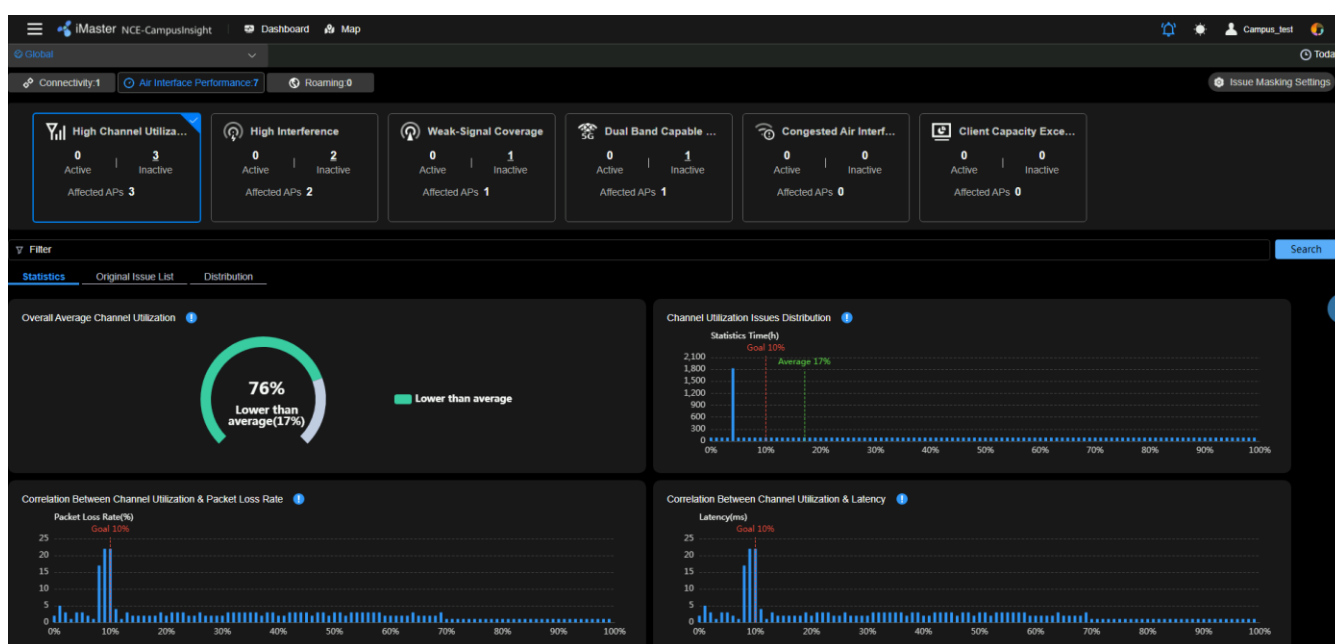 iMaster NCE-CampusInsight Dashboard Map Campus_test
Global Toda
Connectivity:1 Air Interface Performance:7 Roaming:0 Issue Masking Settings
High Channel Utiliza... High Interference Weak-Signal Coverage Dual Band Capable ... Congested Air Interf... Client Capacity Exce...
0 | 3 0 | 2 0 | 1 0 | 1 0 | 0 0 | 0
Active Inactive Active Inactive Active Inactive Active Inactive Active Inactive Active Inactive
Affected APs 3 Affected APs 2 Affected APs 1 Affected APs 1 Affected APs 0 Affected APs 0
Filter Search
Statistics Original Issue List Distribution
Overall Average Channel Utilization
76%
Lower than
average(17%)
Lower than average
Channel Utilization Issues Distribution
Statistics Time(h)
Goal 10%
Average 17%
2,100
1,800
1,500
1,200
900
600
300
0
0% 10% 20% 30% 40% 50% 60% 70% 80% 90% 100%
Correlation Between Channel Utilization & Packet Loss Rate
Packet Loss Rate(%)
Goal 10%
25
20
15
10
5
0
0% 10% 20% 30% 40% 50% 60% 70% 80% 90% 100%
Correlation Between Channel Utilization & Latency
Latency(ms)
Goal 10%
25
20
15
10
5
0
0% 10% 20% 30% 40% 50% 60% 70% 80% 90% 100%